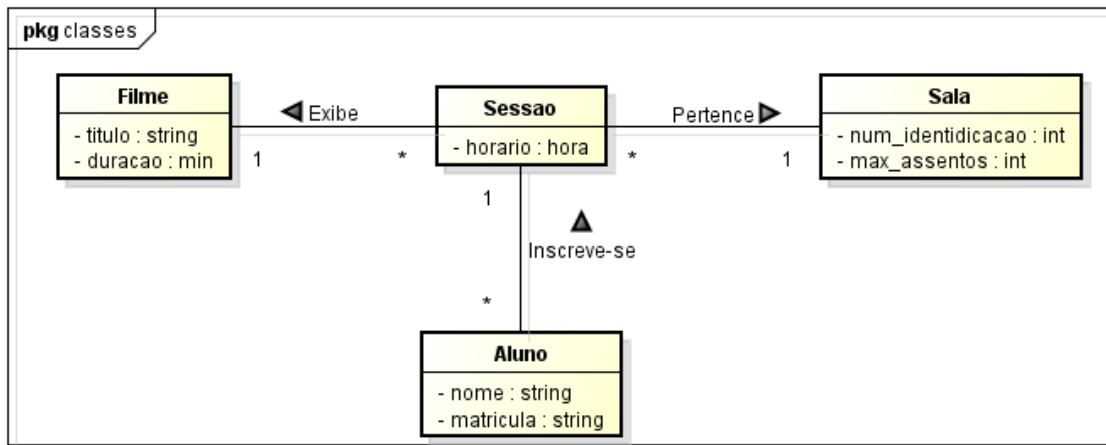 pkg classes
Filme
- titulo : string
- duracao : min
Exibe
1
*
Sessao
- horario : hora
Pertence
*
1
Sala
- num_identidicacao : int
- max_assentos : int
1
Inscreve-se
*
Aluno
- nome : string
- matricula : string